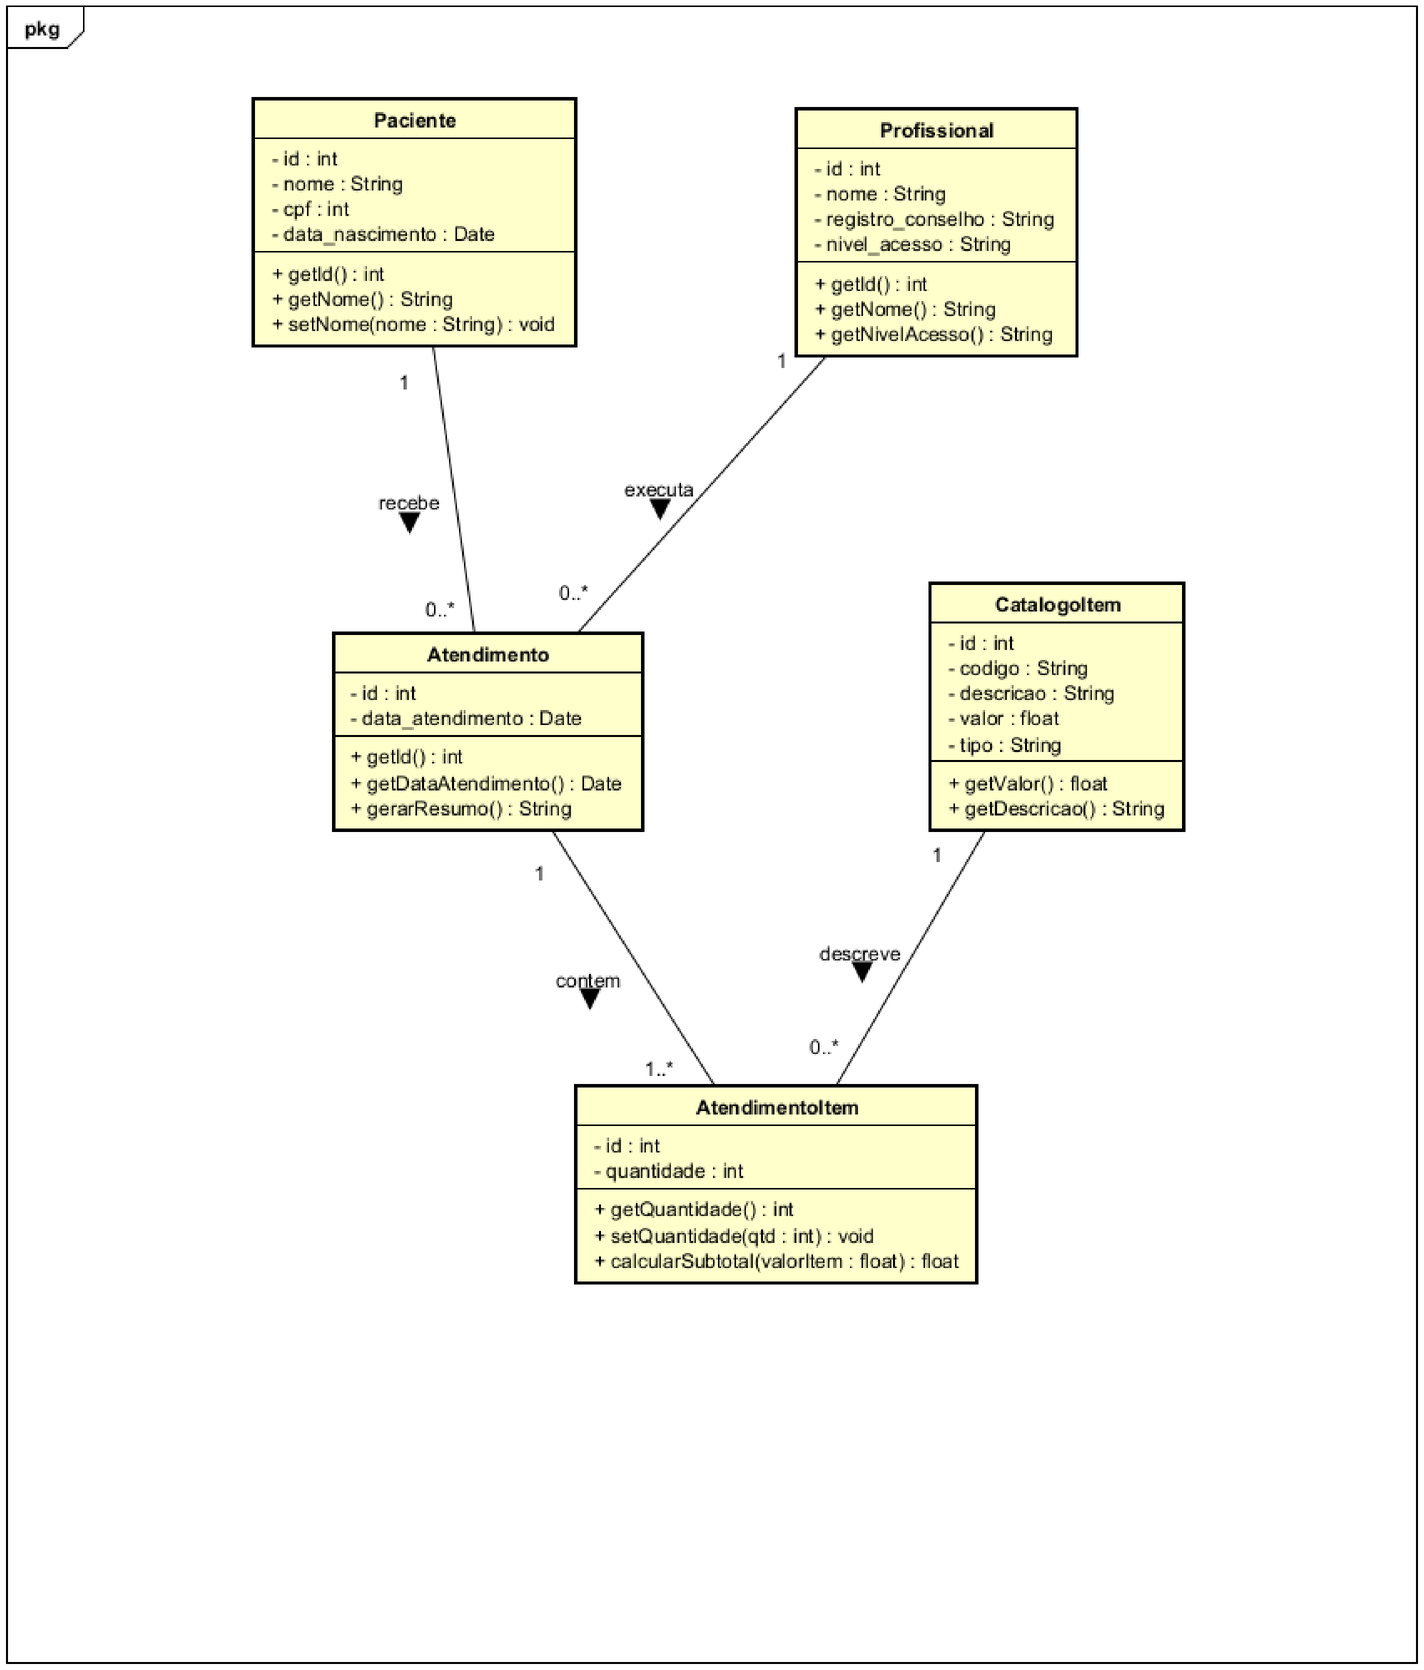 pkg
Paciente
- id : int
- nome : String
- cpf : int
- data_nascimento : Date
+ getId() : int
+ getNome() : String
+ setNome(nome : String) : void
Profissional
- id : int
- nome : String
- registro_conselho : String
- nivel_acesso : String
+ getId() : int
+ getNome() : String
+ getNivelAcesso() : String
1
recebe
0..*
1
executa
0..*
Atendimento
- id : int
- data_atendimento : Date
+ getId() : int
+ getDataAtendimento() : Date
+ gerarResumo() : String
CatalogoItem
- id : int
- codigo : String
- descricao : String
- valor : float
- tipo : String
+ getValor() : float
+ getDescricao() : String
1
contem
1..*
1
descreve
0..*
AtendimentoItem
- id : int
- quantidade : int
+ getQuantidade() : int
+ setQuantidade(qtd : int) : void
+ calcularSubtotal(valorItem : float) : float